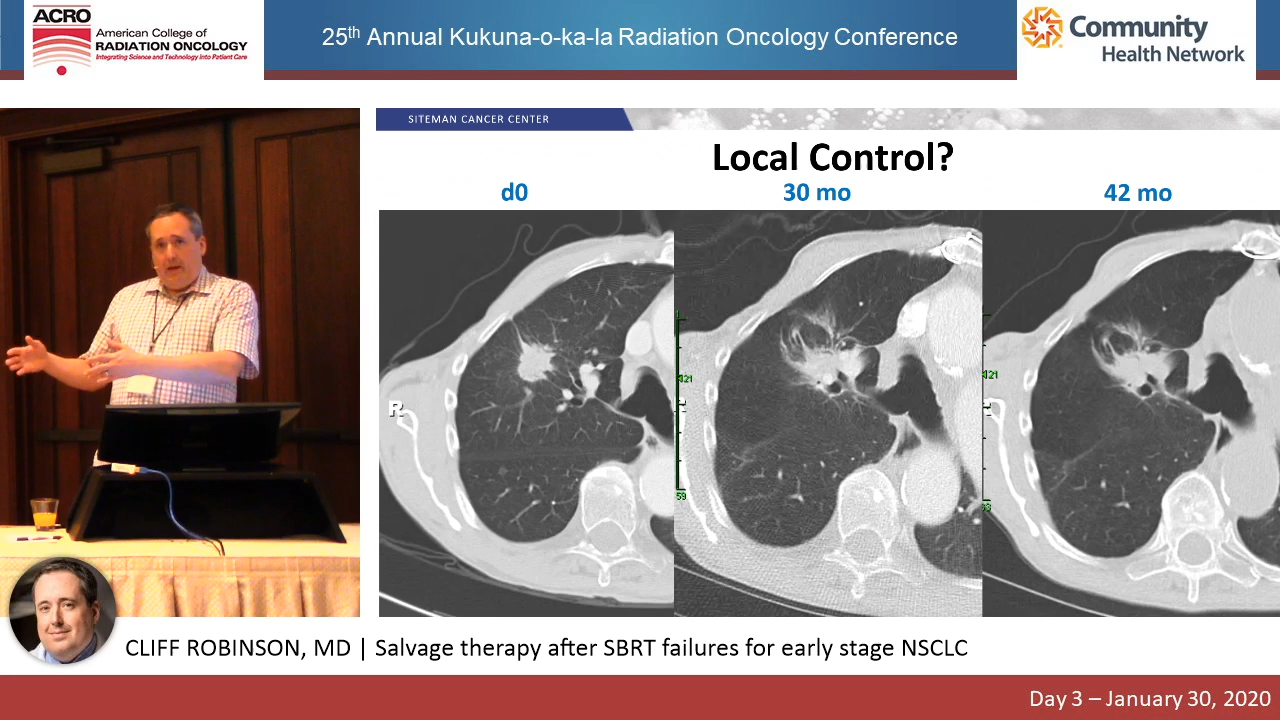 ACRO
American College of
RADIATION ONCOLOGY
Integrating Science and Technology Into Patient Care
25th Annual Kukuna-o-ka-la Radiation Oncology Conference
Community
Health Network
SITEMAN CANCER CENTER
Local Control?
d0
30 mo
42 mo
R
CLIFF ROBINSON, MD | Salvage therapy after SBRT failures for early stage NSCLC
Day 3 – January 30, 2020